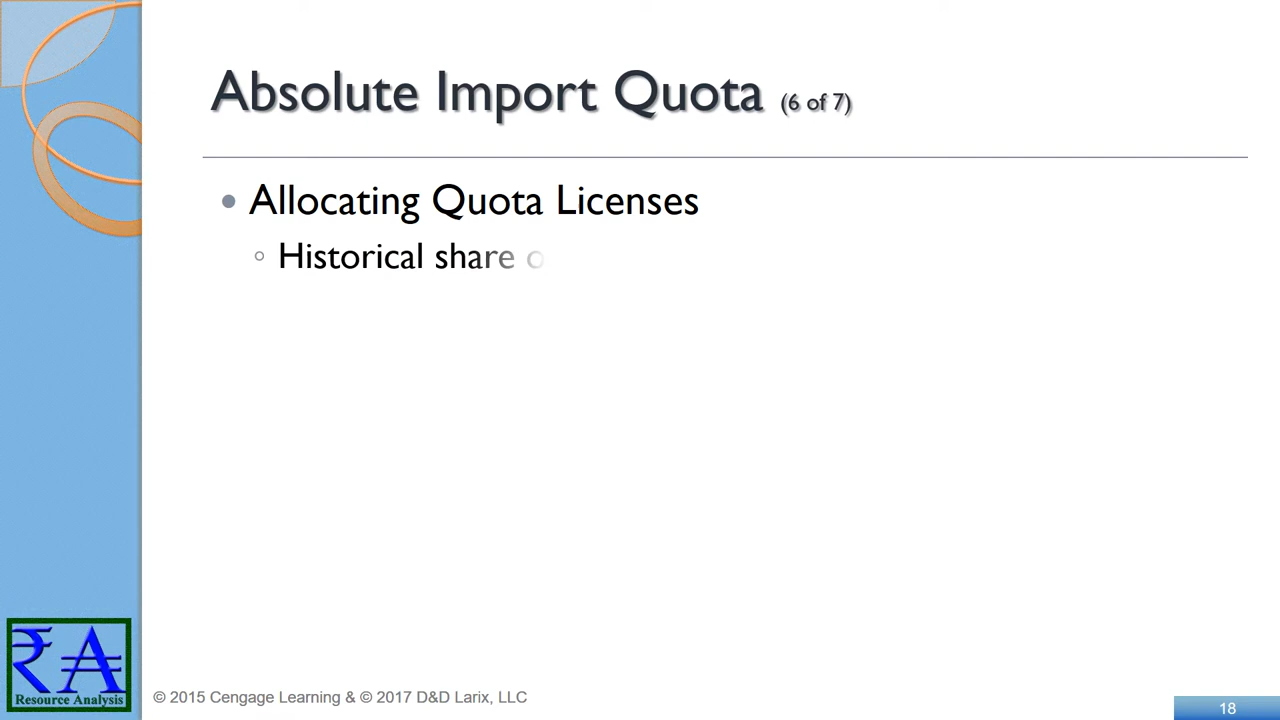 Absolute Import Quota (6 of 7)
• Allocating Quota Licenses
◦ Historical share o
₹A
Resource Analysis
© 2015 Cengage Learning & © 2017 D&D Larix, LLC
18